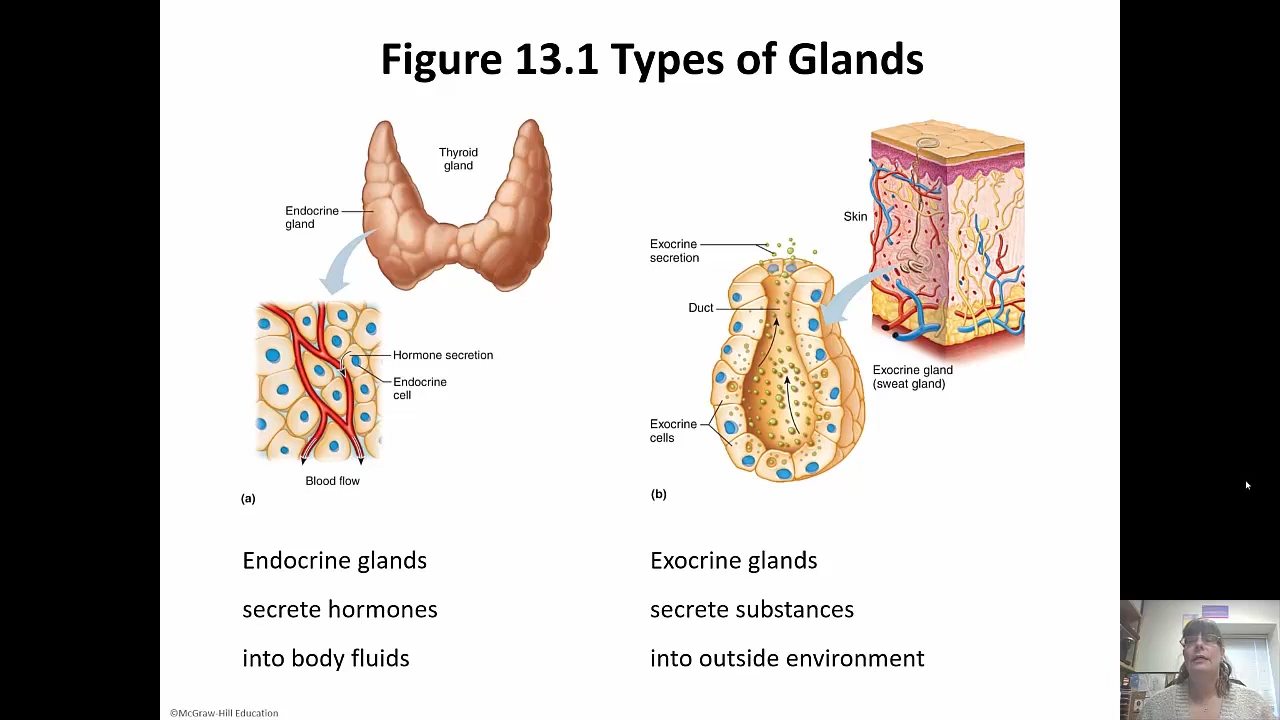 Figure 13.1 Types of Glands
Thyroid
gland
Endocrine
gland
Hormone secretion
Endocrine
cell
Blood flow
(a)
Skin
Exocrine
secretion
Duct
Exocrine gland
(sweat gland)
Exocrine
cells
(b)
Endocrine glands
secrete hormones
into body fluids
Exocrine glands
secrete substances
into outside environment
©McGraw-Hill Education